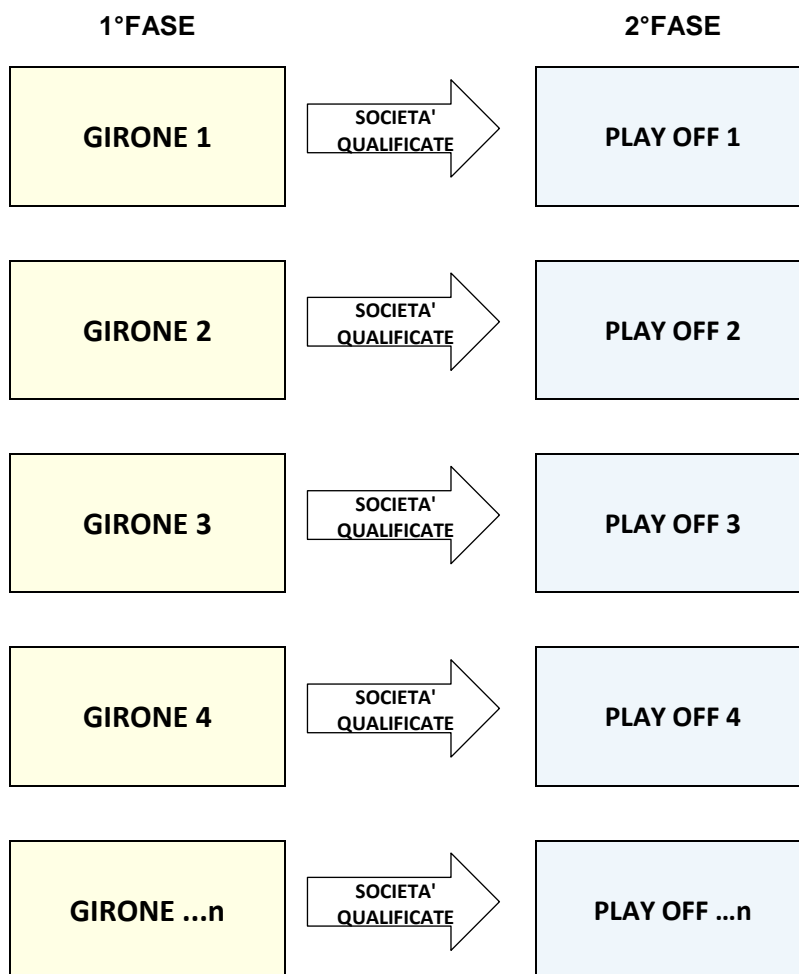 1°FASE
2°FASE
GIRONE 1
SOCIETA'
QUALIFICATE
PLAY OFF 1
GIRONE 2
SOCIETA'
QUALIFICATE
PLAY OFF 2
GIRONE 3
SOCIETA'
QUALIFICATE
PLAY OFF 3
GIRONE 4
SOCIETA'
QUALIFICATE
PLAY OFF 4
GIRONE ...n
SOCIETA'
QUALIFICATE
PLAY OFF ...n